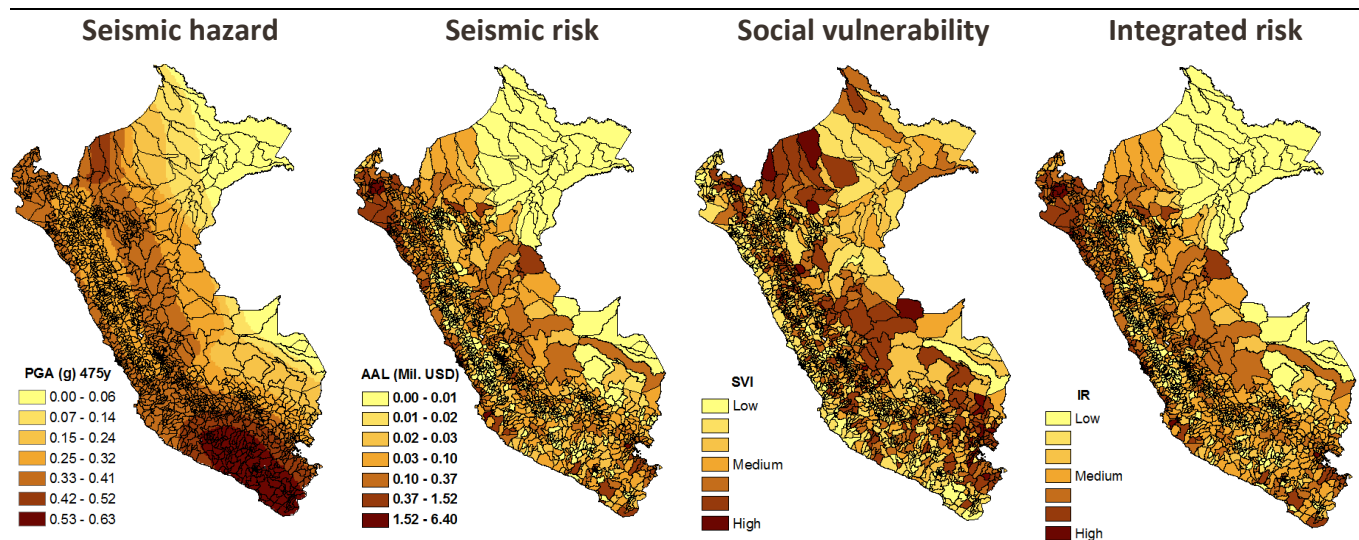 Seismic hazard
Seismic risk
Social vulnerability
Integrated risk
PGA (g) 475y
0.00 - 0.06
0.07 - 0.14
0.15 - 0.24
0.25 - 0.32
0.33 - 0.41
0.42 - 0.52
0.53 - 0.63
AAL (Mil. USD)
0.00 - 0.01
0.01 - 0.02
0.02 - 0.03
0.03 - 0.10
0.10 - 0.37
0.37 - 1.52
1.52 - 6.40
SVI
Low
Medium
High
IR
Low
Medium
High